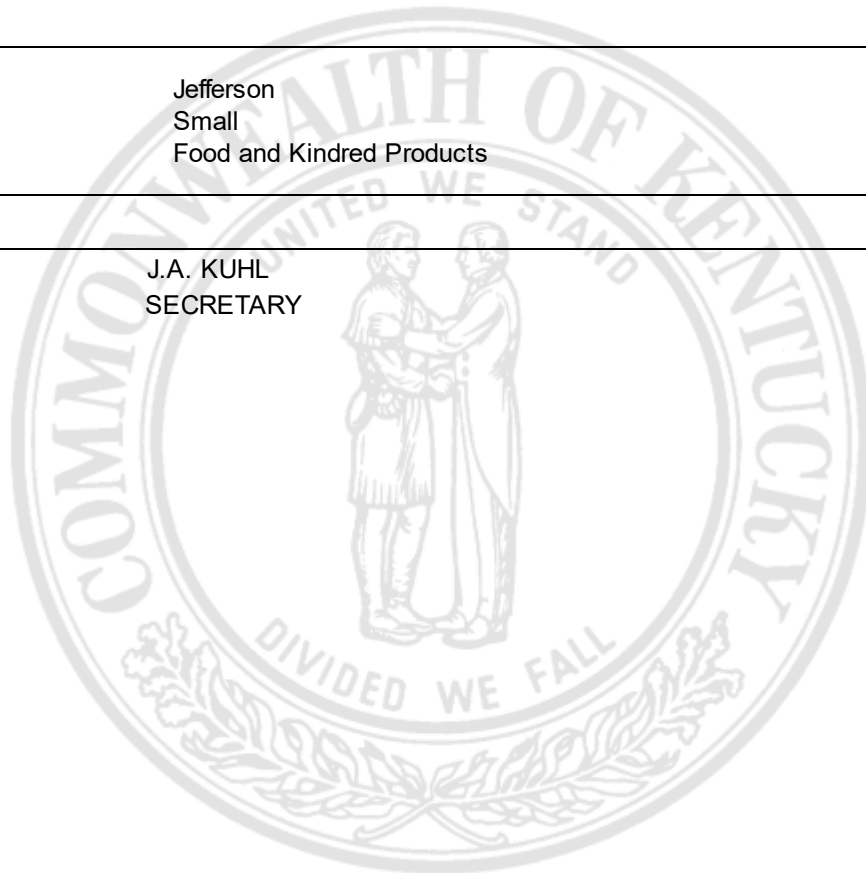 Jefferson
Small
Food and Kindred Products
J.A. KUHL
SECRETARY
COMMONWEALTH OF KENTUCKY
UNITED WE STAND
DIVIDED WE FALL